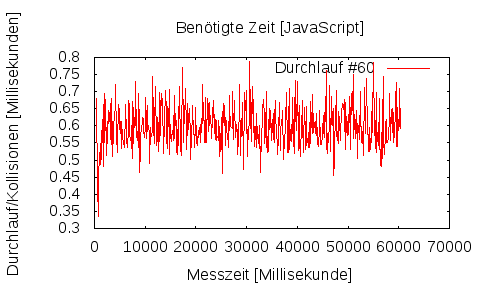 Benötigte Zeit [JavaScript]
Durchlauf/Kollisionen [Millisekunden]
Durchlauf #60
0.8
0.75
0.7
0.65
0.6
0.55
0.5
0.45
0.4
0.35
0.3
0 10000 20000 30000 40000 50000 60000 70000
Messzeit [Millisekunde]